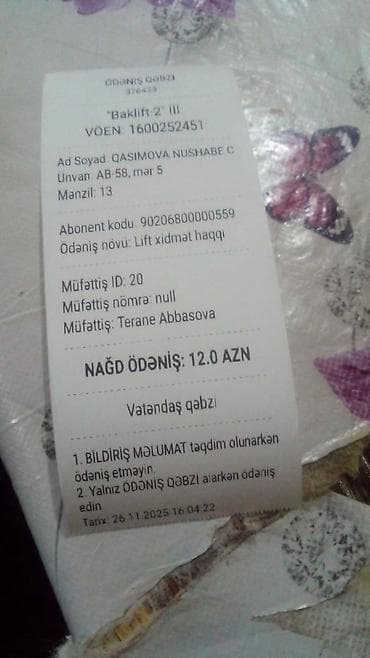 ÖDƏNİŞ QƏBZİ
376433
"Baklift-2" III
VÖEN: 1600252451
Ad Soyad: QASIMOVA NUSHABE C
Ünvan: AB-58, mər 5
Mənzil: 13
Abonent kodu: 90206800000559
Ödəniş növü: Lift xidmət haqqi
Müfəttiş ID: 20
Müfəttiş nömrə: null
Müfəttiş: Terane Abbasova
NAĞD ÖDƏNİŞ: 12.0 AZN
Vətəndaş qəbzi
1. BİLDİRİŞ MƏLUMAT təqdim olunarkən
ödəniş etməyin.
2. Yalnız ÖDƏNİŞ QƏBZİ alarkən ödəniş
edin
Tarix: 26.11.2025 16:04:22